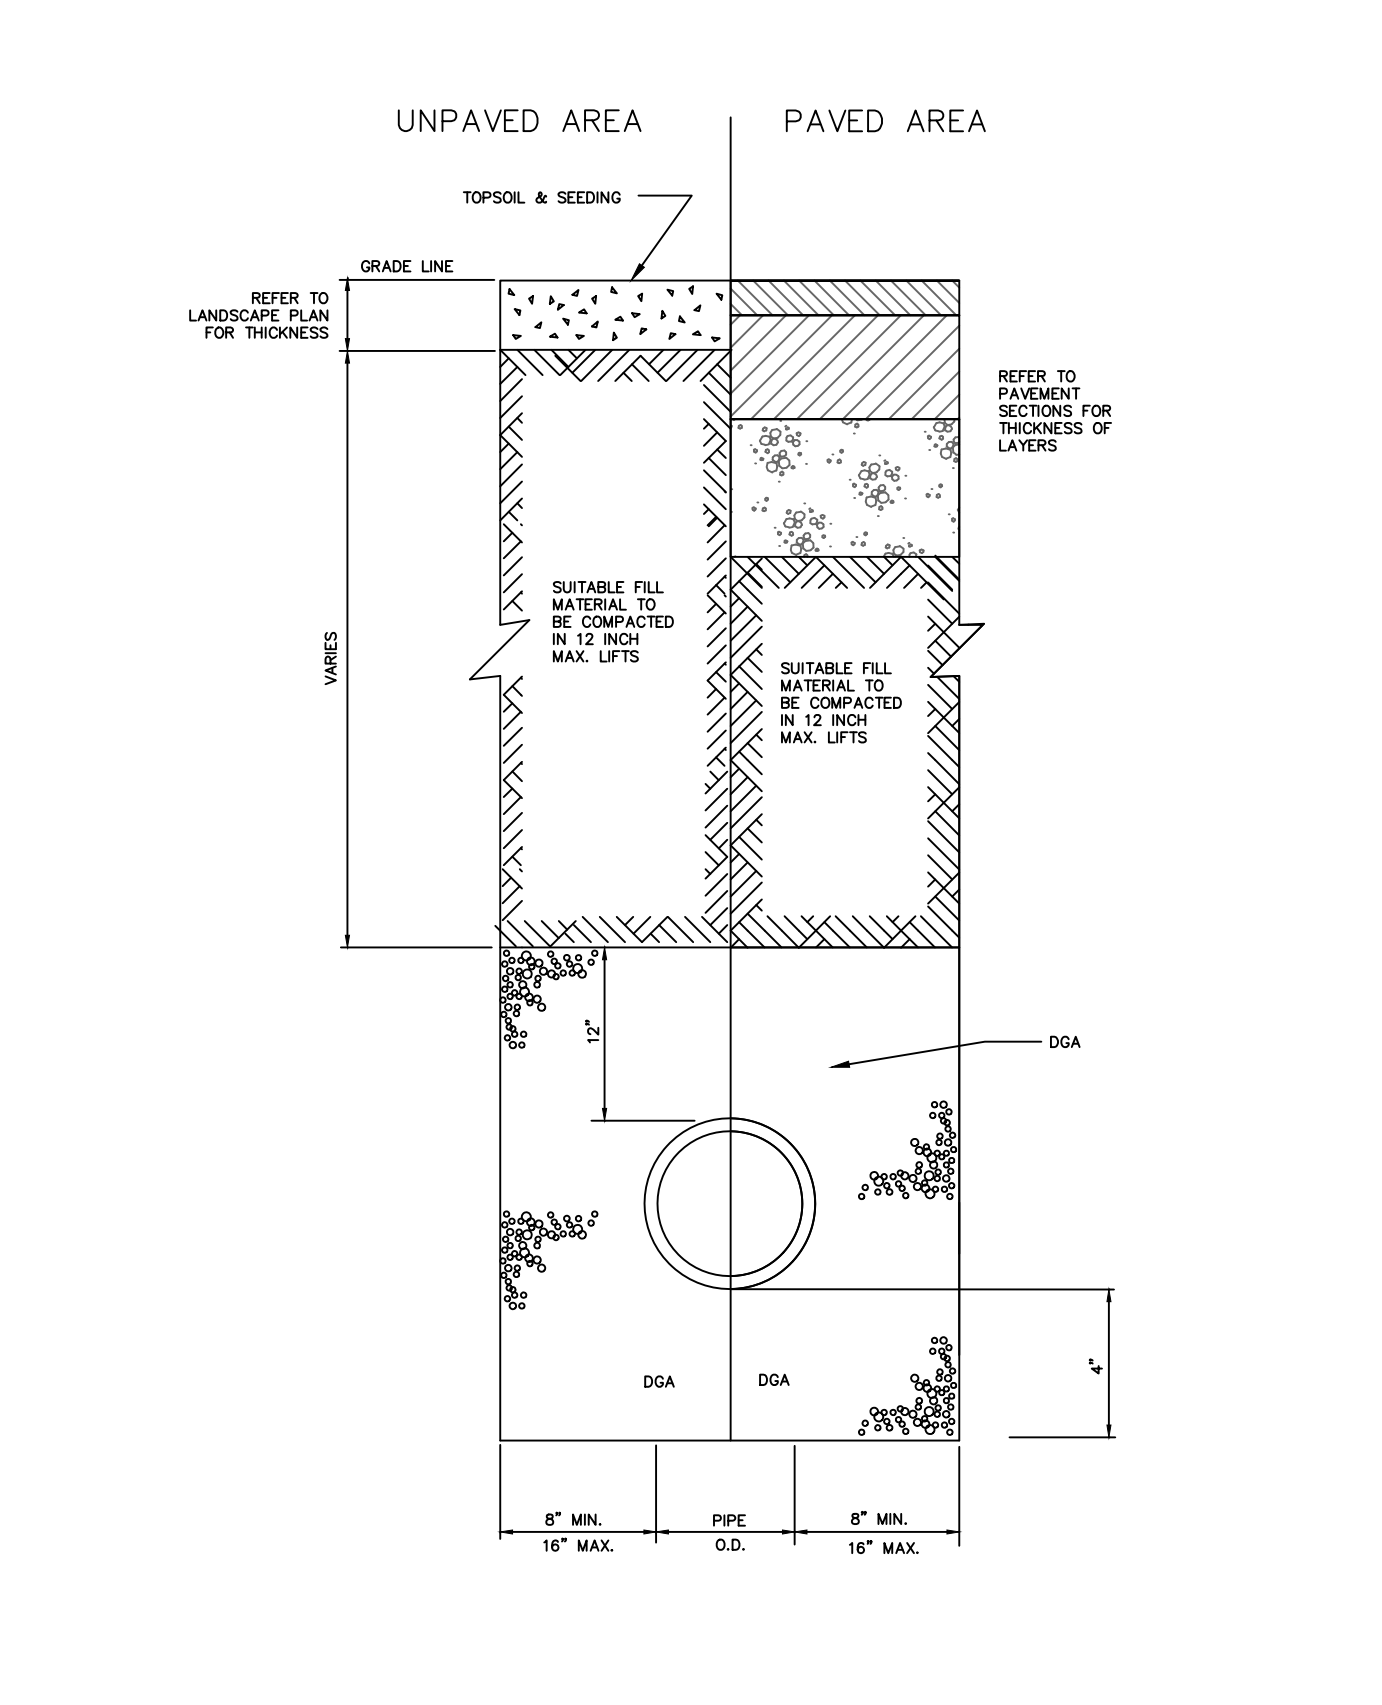 UNPAVED AREA
PAVED AREA
TOPSOIL & SEEDING
GRADE LINE
REFER TO
LANDSCAPE PLAN
FOR THICKNESS
REFER TO
PAVEMENT
SECTIONS FOR
THICKNESS OF
LAYERS
VARIES
SUITABLE FILL
MATERIAL TO
BE COMPACTED
IN 12 INCH
MAX. LIFTS
SUITABLE FILL
MATERIAL TO
BE COMPACTED
IN 12 INCH
MAX. LIFTS
12"
DGA
4"
DGA
DGA
8" MIN.
16" MAX.
PIPE
O.D.
8" MIN.
16" MAX.